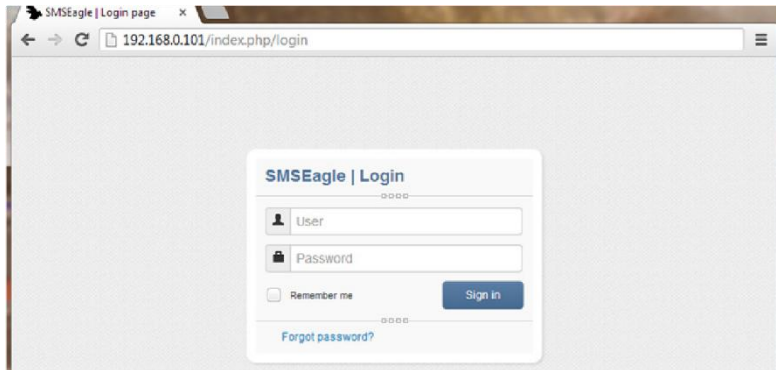 SMSEagle | Login page
192.168.0.101/index.php/login
SMSEagle | Login
User
Password
Remember me
Sign in
Forgot password?